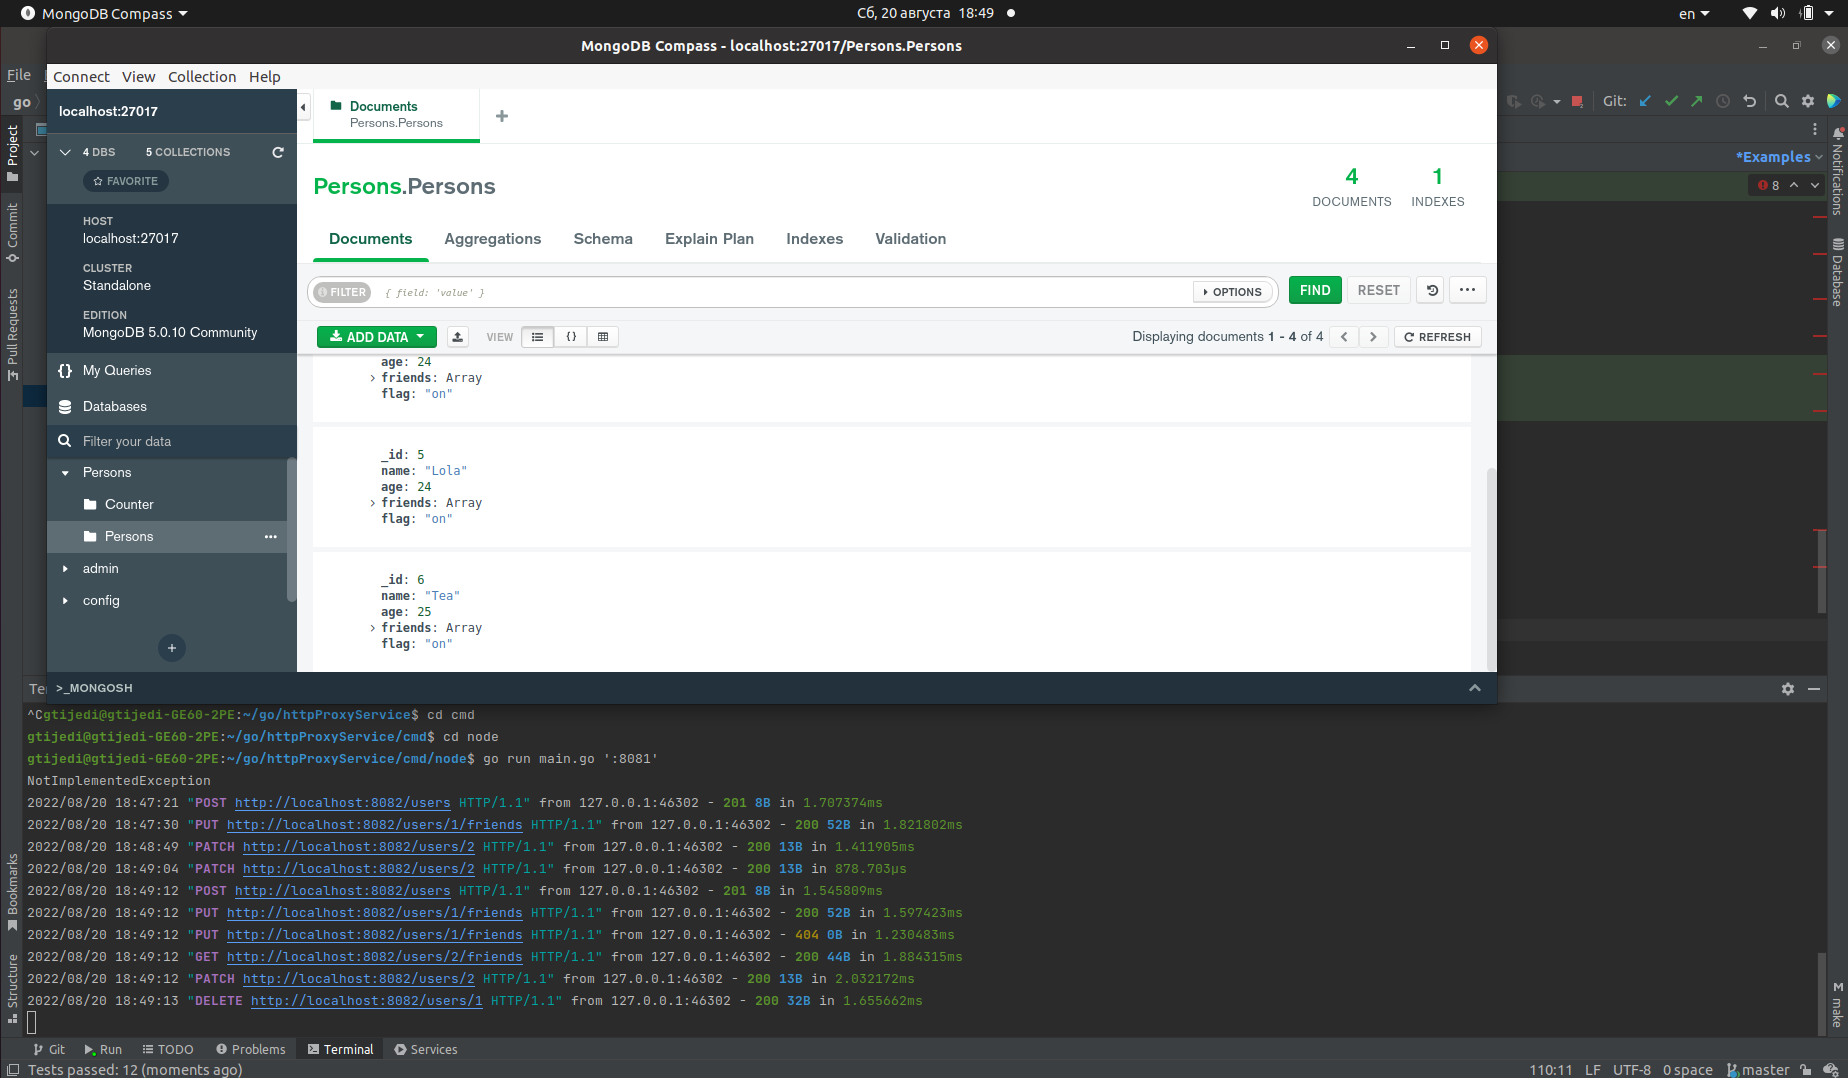 MongoDB Compass
Сб, 20 августа 18:49
en
MongoDB Compass - localhost:27017/Persons.Persons
File
Connect View Collection Help
go
Git:
localhost:27017
Documents
Persons.Persons
4 DBS 5 COLLECTIONS
FAVORITE
*Examples
8
Persons.Persons
4
DOCUMENTS
1
INDEXES
HOST
localhost:27017
CLUSTER
Standalone
EDITION
MongoDB 5.0.10 Community
Documents Aggregations Schema Explain Plan Indexes Validation
FILTER { field: 'value' } OPTIONS FIND RESET
ADD DATA VIEW {} Displaying documents 1 - 4 of 4 REFRESH
{} My Queries
Databases
Filter your data
Persons
Counter
Persons
admin
config
+
age: 24
friends: Array
flag: "on"
_id: 5
name: "Lola"
age: 24
friends: Array
flag: "on"
_id: 6
name: "Tea"
age: 25
friends: Array
flag: "on"
>_MONGOSH
Project
Commit
Pull Requests
Bookmarks
Structure
Notifications
Database
make
^Cgtijedi@gtijedi-GE60-2PE:~/go/httpProxyService$ cd cmd
gtijedi@gtijedi-GE60-2PE:~/go/httpProxyService/cmd$ cd node
gtijedi@gtijedi-GE60-2PE:~/go/httpProxyService/cmd/node$ go run main.go ':8081'
NotImplementedException
2022/08/20 18:47:21 "POST http://localhost:8082/users HTTP/1.1" from 127.0.0.1:46302 - 201 8B in 1.707374ms
2022/08/20 18:47:30 "PUT http://localhost:8082/users/1/friends HTTP/1.1" from 127.0.0.1:46302 - 200 52B in 1.821802ms
2022/08/20 18:48:49 "PATCH http://localhost:8082/users/2 HTTP/1.1" from 127.0.0.1:46302 - 200 13B in 1.411905ms
2022/08/20 18:49:04 "PATCH http://localhost:8082/users/2 HTTP/1.1" from 127.0.0.1:46302 - 200 13B in 878.703µs
2022/08/20 18:49:12 "POST http://localhost:8082/users HTTP/1.1" from 127.0.0.1:46302 - 201 8B in 1.545809ms
2022/08/20 18:49:12 "PUT http://localhost:8082/users/1/friends HTTP/1.1" from 127.0.0.1:46302 - 200 52B in 1.597423ms
2022/08/20 18:49:12 "PUT http://localhost:8082/users/1/friends HTTP/1.1" from 127.0.0.1:46302 - 404 0B in 1.230483ms
2022/08/20 18:49:12 "GET http://localhost:8082/users/2/friends HTTP/1.1" from 127.0.0.1:46302 - 200 44B in 1.884315ms
2022/08/20 18:49:12 "PATCH http://localhost:8082/users/2 HTTP/1.1" from 127.0.0.1:46302 - 200 13B in 2.032172ms
2022/08/20 18:49:13 "DELETE http://localhost:8082/users/1 HTTP/1.1" from 127.0.0.1:46302 - 200 32B in 1.655662ms
Git Run TODO Problems Terminal Services
Tests passed: 12 (moments ago)
110:11 LF UTF-8 0 space master